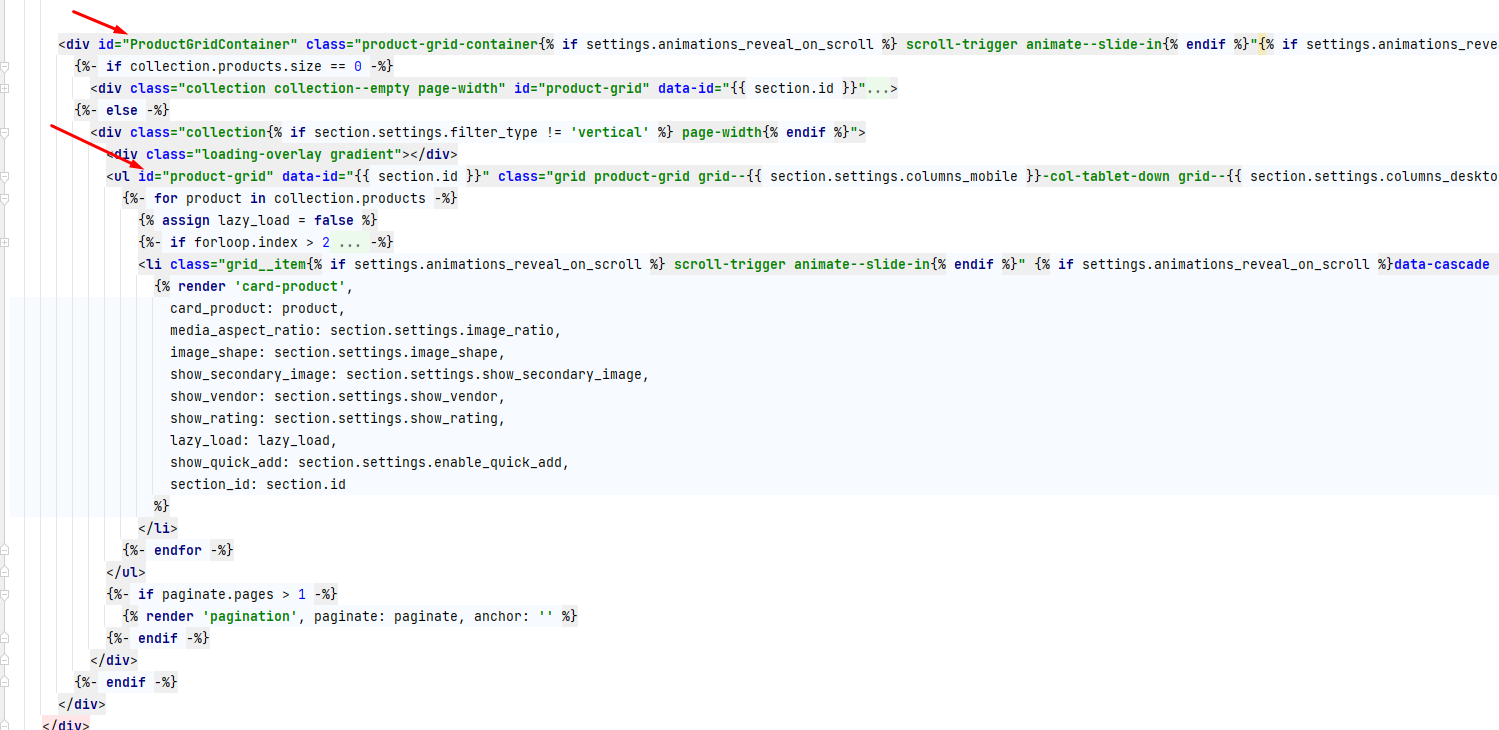 <div id="ProductGridContainer" class="product-grid-container{% if settings.animations_reveal_on_scroll %} scroll-trigger animate--slide-in{% endif %}"{% if settings.animations_reve
{%- if collection.products.size == 0 -%}
<div class="collection collection--empty page-width" id="product-grid" data-id="{{ section.id }}"...>
{%- else -%}
<div class="collection{% if section.settings.filter_type != 'vertical' %} page-width{% endif %}">
<div class="loading-overlay gradient"></div>
<ul id="product-grid" data-id="{{ section.id }}" class="grid product-grid grid--{{ section.settings.columns_mobile }}-col-tablet-down grid--{{ section.settings.columns_deskto
{%- for product in collection.products -%}
{% assign lazy_load = false %}
{%- if forloop.index > 2 ... -%}
<li class="grid__item{% if settings.animations_reveal_on_scroll %} scroll-trigger animate--slide-in{% endif %}" {% if settings.animations_reveal_on_scroll %}data-cascade
{% render 'card-product',
card_product: product,
media_aspect_ratio: section.settings.image_ratio,
image_shape: section.settings.image_shape,
show_secondary_image: section.settings.show_secondary_image,
show_vendor: section.settings.show_vendor,
show_rating: section.settings.show_rating,
lazy_load: lazy_load,
show_quick_add: section.settings.enable_quick_add,
section_id: section.id
%}
</li>
{%- endfor -%}
</ul>
{%- if paginate.pages > 1 -%}
{% render 'pagination', paginate: paginate, anchor: '' %}
{%- endif -%}
</div>
{%- endif -%}
</div>
</div>